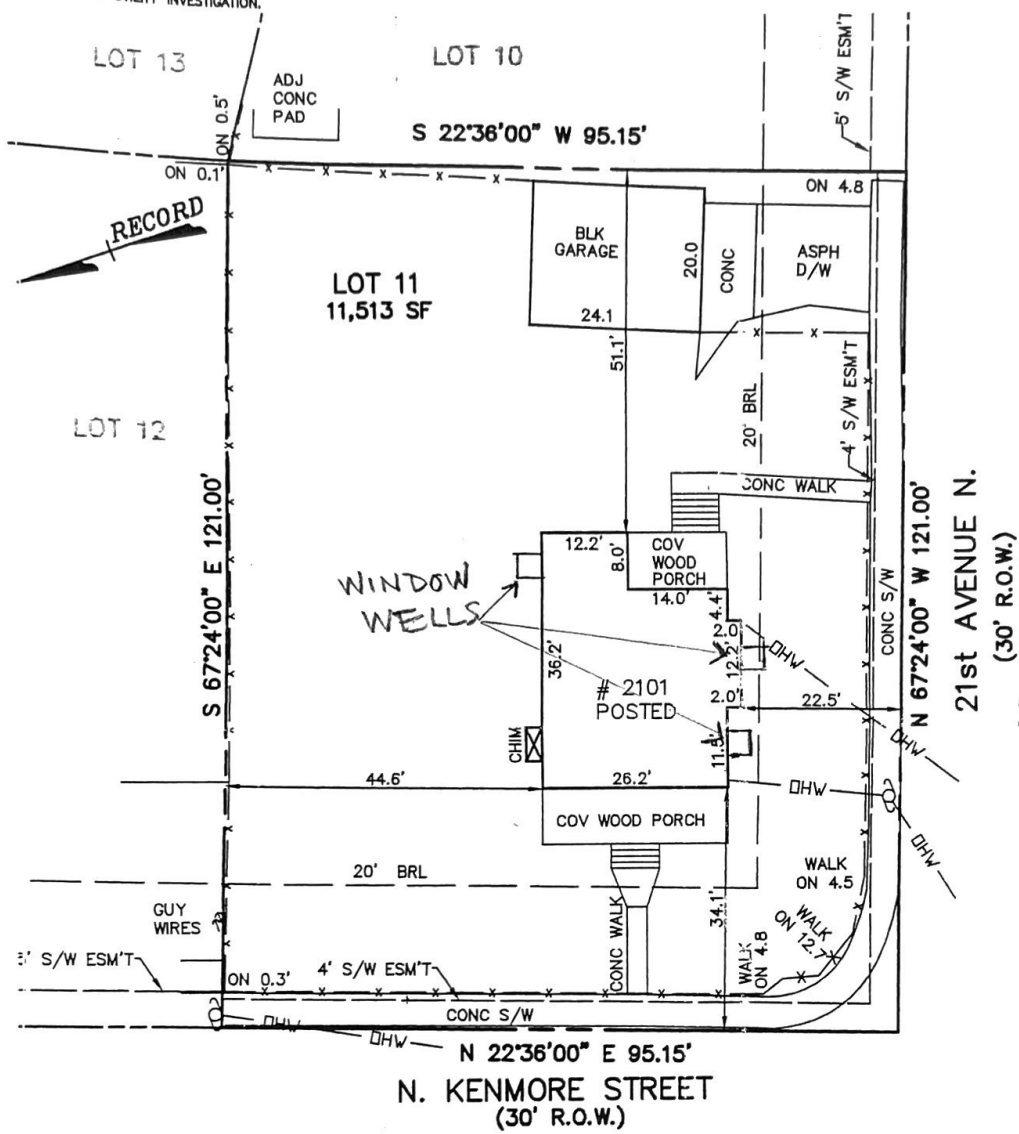 INVESTIGATION.
LOT 13
LOT 10
ADJ
CONC
PAD
5' S/W ESM'T
ON 0.5'
S 22°36'00" W 95.15'
ON 0.1'
ON 4.8
RECORD
BLK
GARAGE
20.0
CONC
ASPH
D/W
LOT 11
11,513 SF
24.1
51.1'
20' BRL
4' S/W ESM'T
LOT 12
CONC WALK
S 67°24'00" E 121.00'
N 67°24'00" W 121.00'
21st AVENUE N.
(30' R.O.W.)
CONC S/W
12.2'
8.0'
COV
WOOD
PORCH
14.0'
4.4'
WINDOW
WELLS
36.2'
2.0'
12.2'
OHW
# 2101
POSTED
2.0'
22.5'
OHW
CHIM
11.5'
44.6'
26.2'
OHW
COV WOOD PORCH
OHW
20' BRL
WALK
ON 4.5
GUY
WIRES
CONC WALK
34.1'
WALK
ON 4.8
WALK
ON 12.7
' S/W ESM'T
ON 0.3'
4' S/W ESM'T
CONC S/W
OHW
OHW
N 22°36'00" E 95.15'
N. KENMORE STREET
(30' R.O.W.)